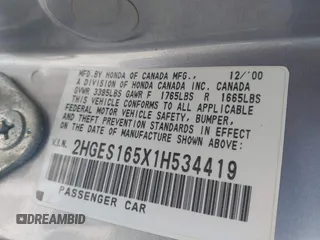 MFD. BY HONDA OF CANADA MFG., 12/'00
A DIVISION OF HONDA CANADA INC. CANADA
GVWR 3395LBS GAWR F 1765LBS R 1665LBS
THIS VEHICLE CONFORMS TO ALL APPLICABLE
FEDERAL MOTOR VEHICLE SAFETY, BUMPER,
AND THEFT PREVENTION STANDARDS IN EFFECT ON
THE DATE OF MANUFACTURE SHOWN ABOVE.
V.I.N. 2HGES165X1H534419
PASSENGER CAR
DREAMBID